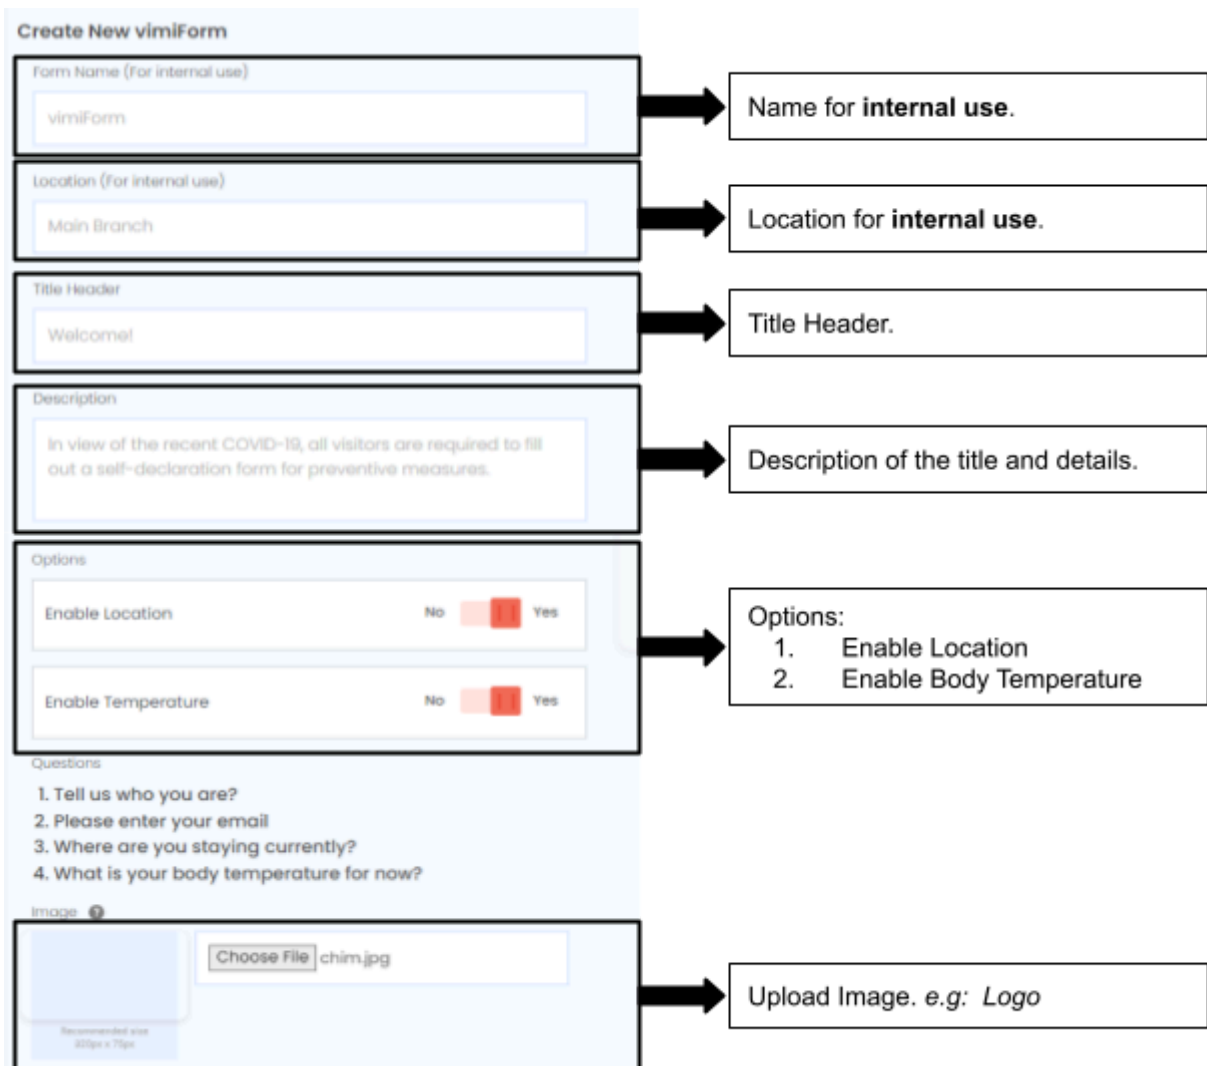 Create New vimiForm
Form Name (For internal use)
vimiForm
Name for internal use.
Location (For internal use)
Main Branch
Location for internal use.
Title Header
Welcome!
Title Header.
Description
In view of the recent COVID-19, all visitors are required to fill
out a self-declaration form for preventive measures.
Description of the title and details.
Options
Enable Location No Yes
Enable Temperature No Yes
Options:
1. Enable Location
2. Enable Body Temperature
Questions
1. Tell us who you are?
2. Please enter your email
3. Where are you staying currently?
4. What is your body temperature for now?
Image ?
Choose File chim.jpg
Recommended size
Upload Image. e.g: Logo